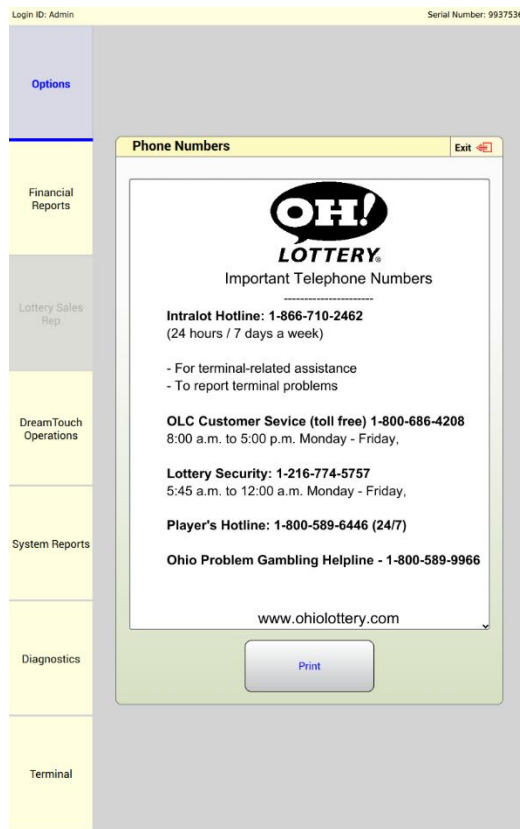 Login ID: Admin
Serial Number: 9937536
Options
Financial
Reports
Lottery Sales
Rep
DreamTouch
Operations
System Reports
Diagnostics
Terminal
Phone Numbers
Exit
OH!
LOTTERY®
Important Telephone Numbers
----------------------
Intralot Hotline: 1-866-710-2462
(24 hours / 7 days a week)
- For terminal-related assistance
- To report terminal problems
OLC Customer Sevice (toll free) 1-800-686-4208
8:00 a.m. to 5:00 p.m. Monday - Friday,
Lottery Security: 1-216-774-5757
5:45 a.m. to 12:00 a.m. Monday - Friday,
Player's Hotline: 1-800-589-6446 (24/7)
Ohio Problem Gambling Helpline - 1-800-589-9966
www.ohiolottery.com
Print